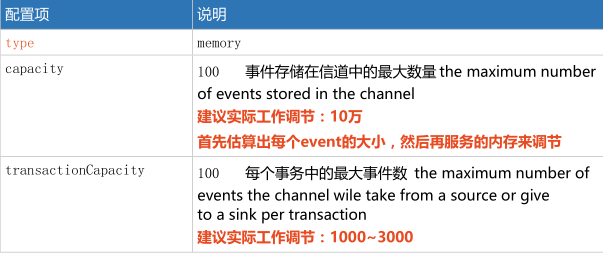 配置项 说明
type memory
capacity 100 事件存储在信道中的最大数量 the maximum number
of events stored in the channel
建议实际工作调节：10万
首先估算出每个event的大小，然后再服务的内存来调节
transactionCapacity 100 每个事务中的最大事件数 the maximum number of
events the channel wile take from a source or give
to a sink per transaction
建议实际工作调节：1000~3000